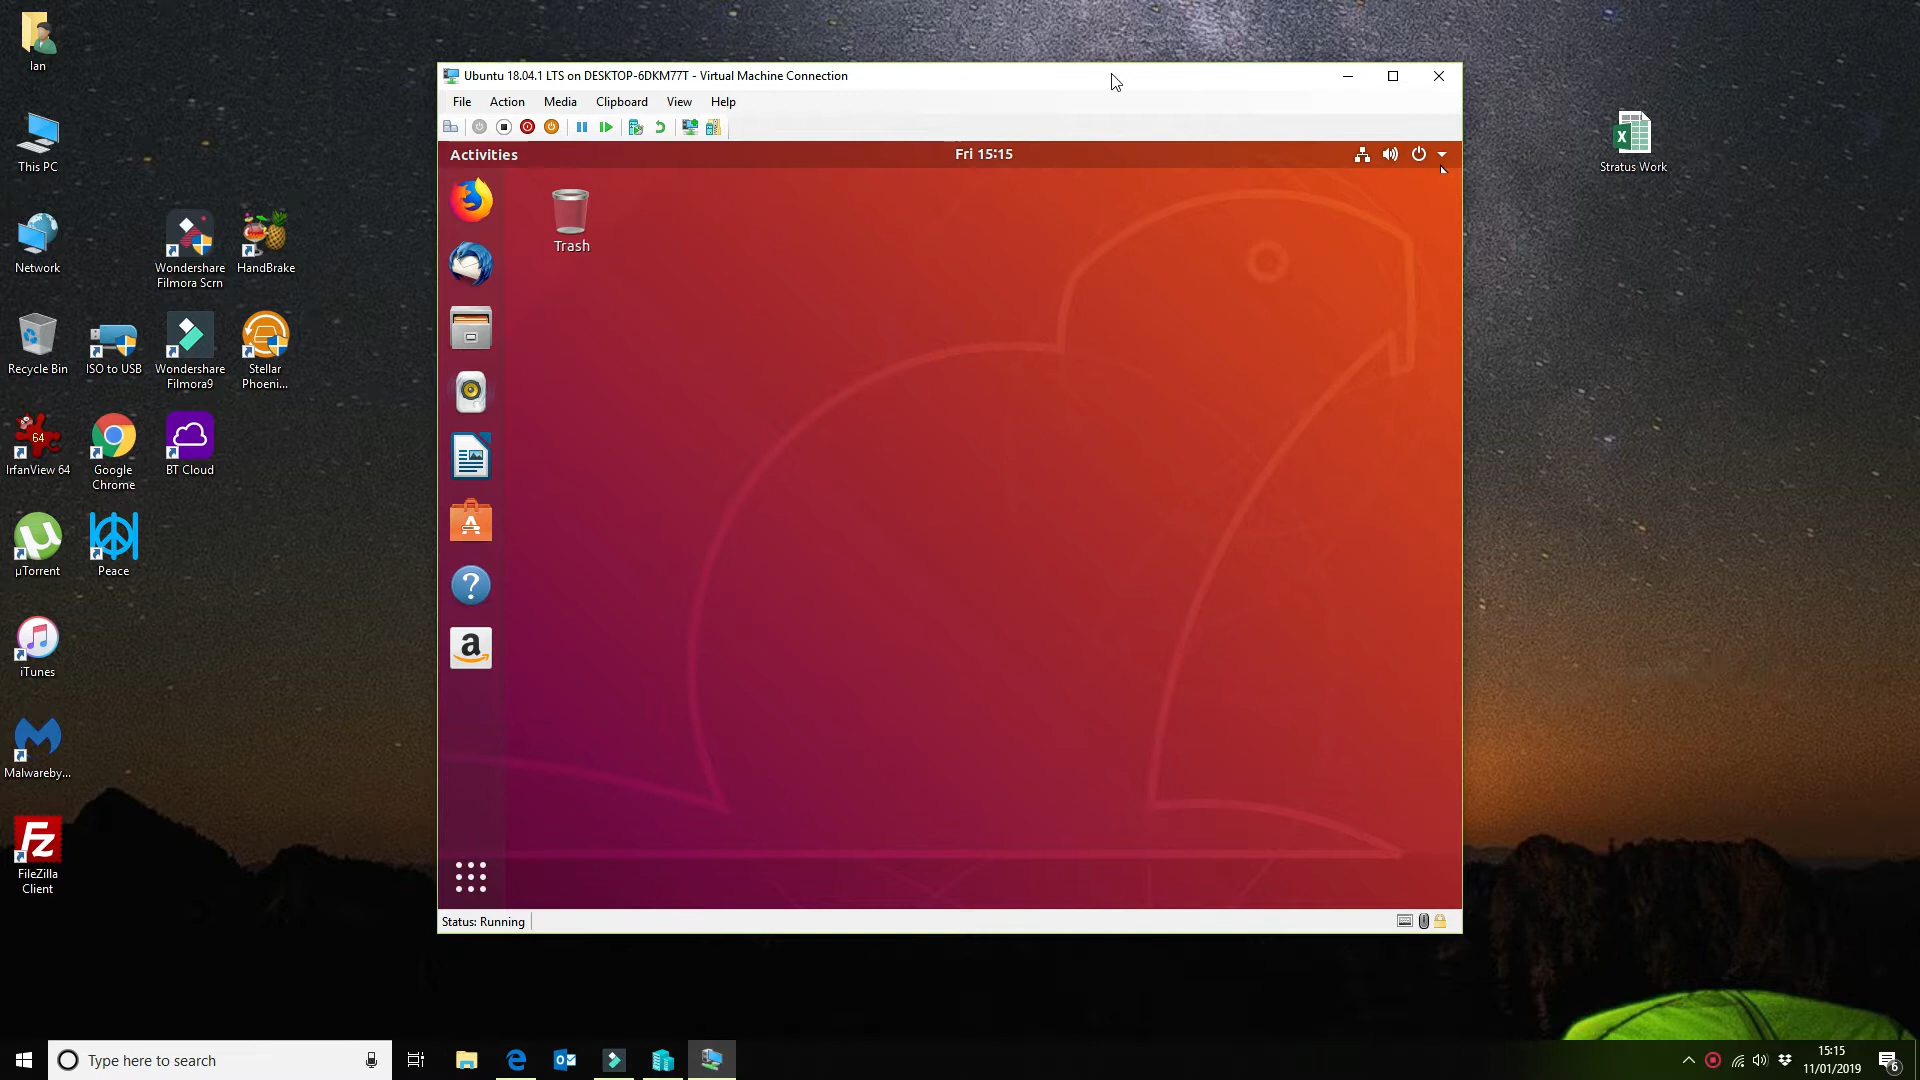 Ian
This PC
Network
Recycle Bin
IrfanView 64
64
µTorrent
iTunes
Malwareby...
FileZilla
Client
Fz
ISO to USB
Google
Chrome
Peace
Wondershare
Filmora Scrn
Wondershare
Filmora9
BT Cloud
HandBrake
Stellar
Phoeni...
Ubuntu 18.04.1 LTS on DESKTOP-6DKM77T - Virtual Machine Connection
File Action Media Clipboard View Help
Activities
Fri 15:15
Trash
Status: Running
Stratus Work
Type here to search
15:15
11/01/2019
6